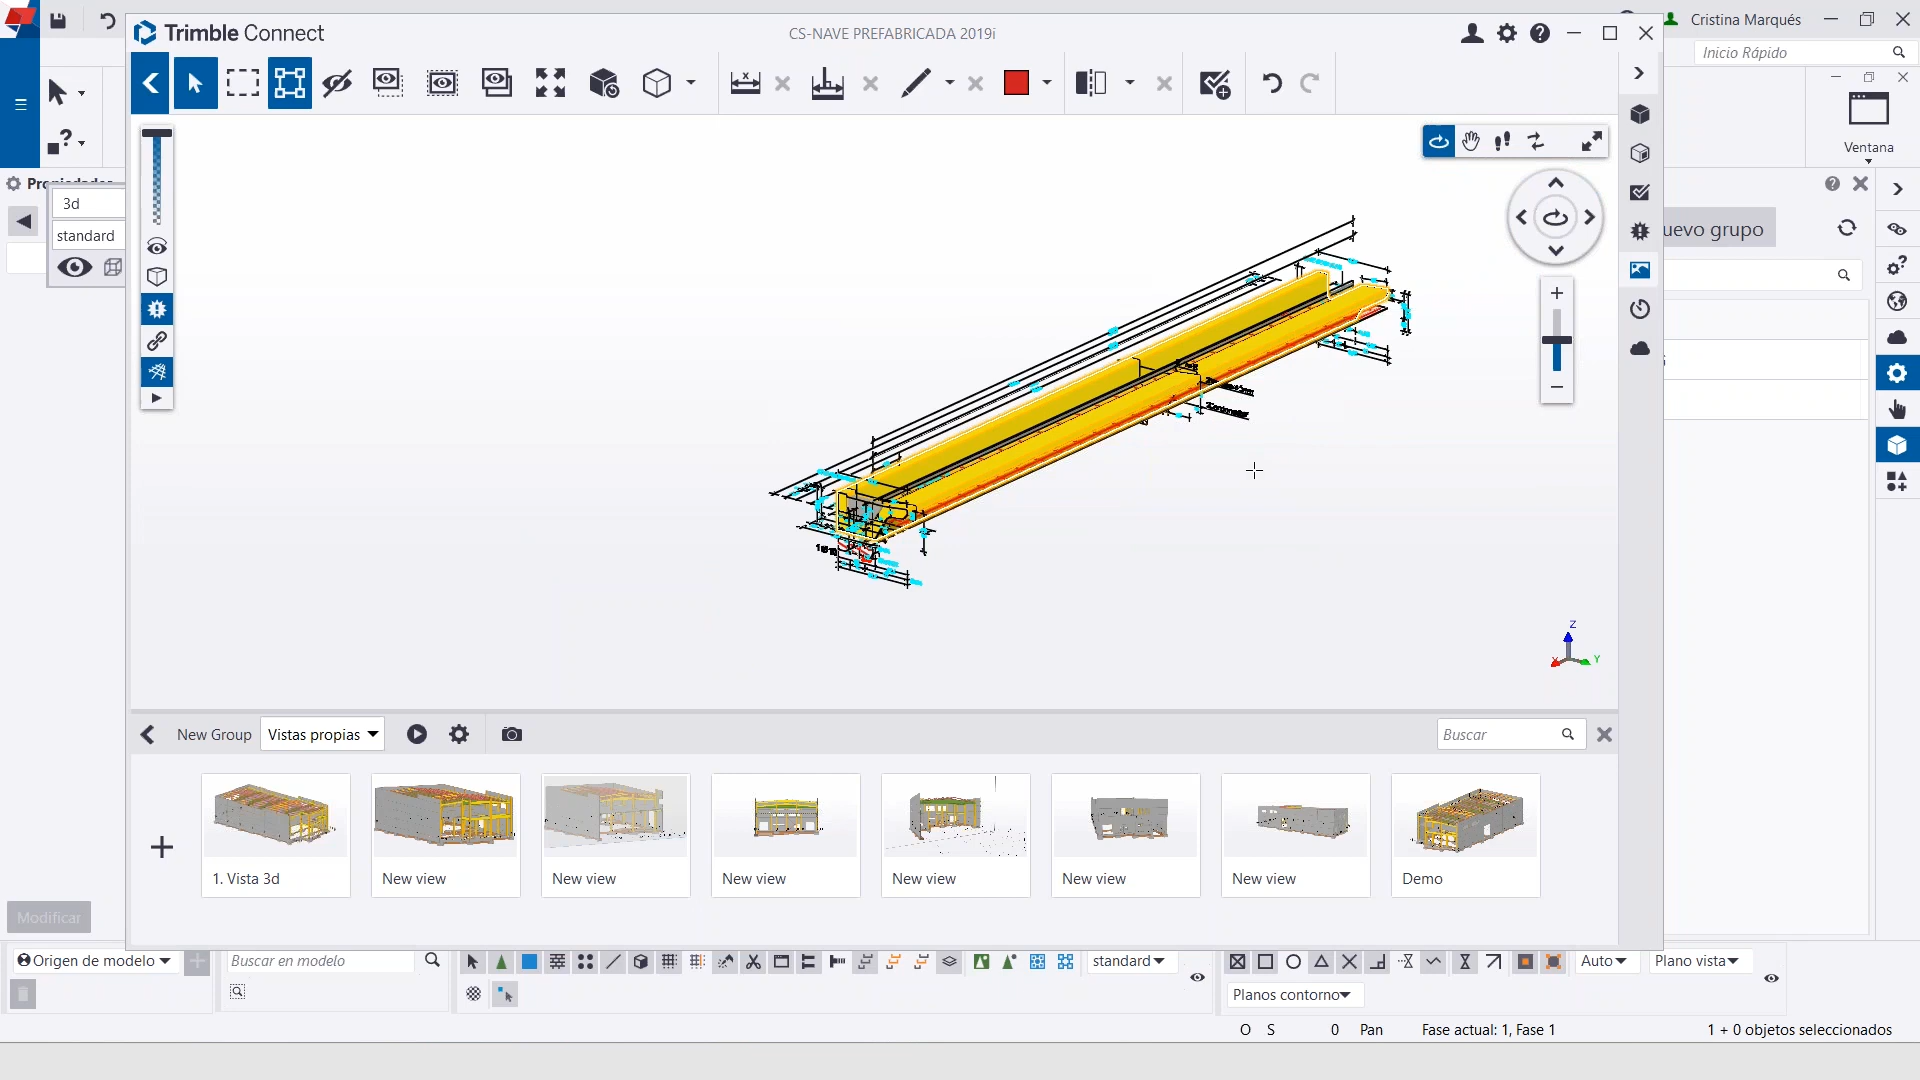 Cristina Marqués
Trimble Connect
CS-NAVE PREFABRICADA 2019i
Inicio Rápido
Ventana
3d
standard
uevo grupo
Z
X
Y
New Group
Vistas propias
Buscar
1. Vista 3d
New view
New view
New view
New view
New view
New view
Demo
Modificar
Origen de modelo
Buscar en modelo
standard
Auto
Plano vista
Planos contorno
O S 0 Pan Fase actual: 1, Fase 1 1 + 0 objetos seleccionados